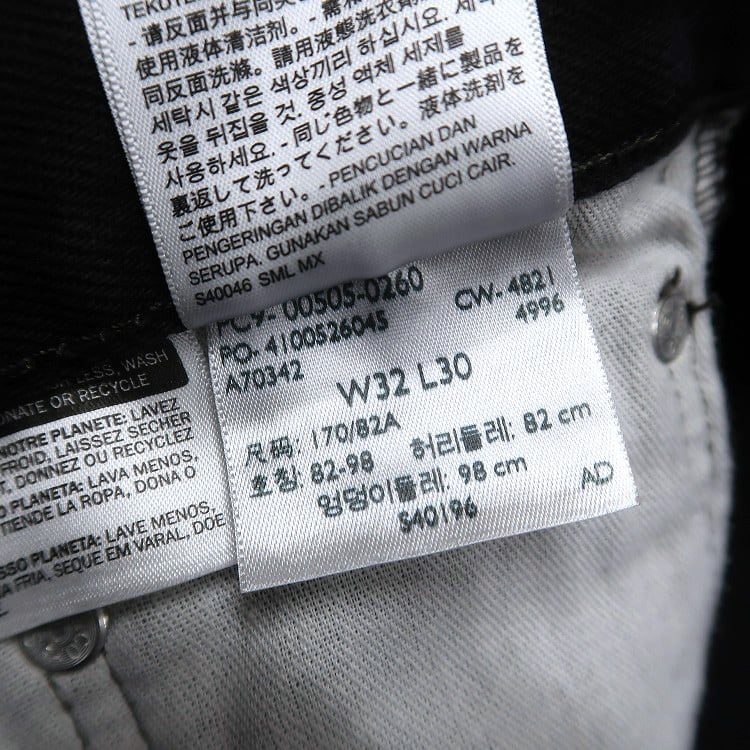 - 请反面并与同
使用液体清洁剂。- 需
同反面洗滌。請用液態洗衣劑
세탁시 같은 색상끼리 하십시오.
옷을 뒤집을 것. 중성 액체 세제를
사용하세요. - 同じ色物と一緒に製品を
裏返して洗ってください。液体洗剤を
ご使用下さい。- PENCUCIAN DAN
PENGERINGAN DIBALIK DENGAN WARNA
SERUPA. GUNAKAN SABUN CUCI CAIR.
S40046 SML MX
PC9- 00505-0260 CW- 4821
PO- 4100526045 4996
A70342
W32 L30
尺码: 170/82A
호칭: 82-98 허리둘레: 82 cm
엉덩이둘레: 98 cm AD
S40196
LESS, WASH
ONATE OR RECYCLE
NOTRE PLANETE: LAVEZ
FROID, LAISSEZ SECHER
DONNEZ OU RECYCLEZ
PLANETA: LAVA MENOS,
TIENDE LA ROPA, DONA O
SSO PLANETA: LAVE MENOS,
FRIA, SEQUE EM VARAL, DOE